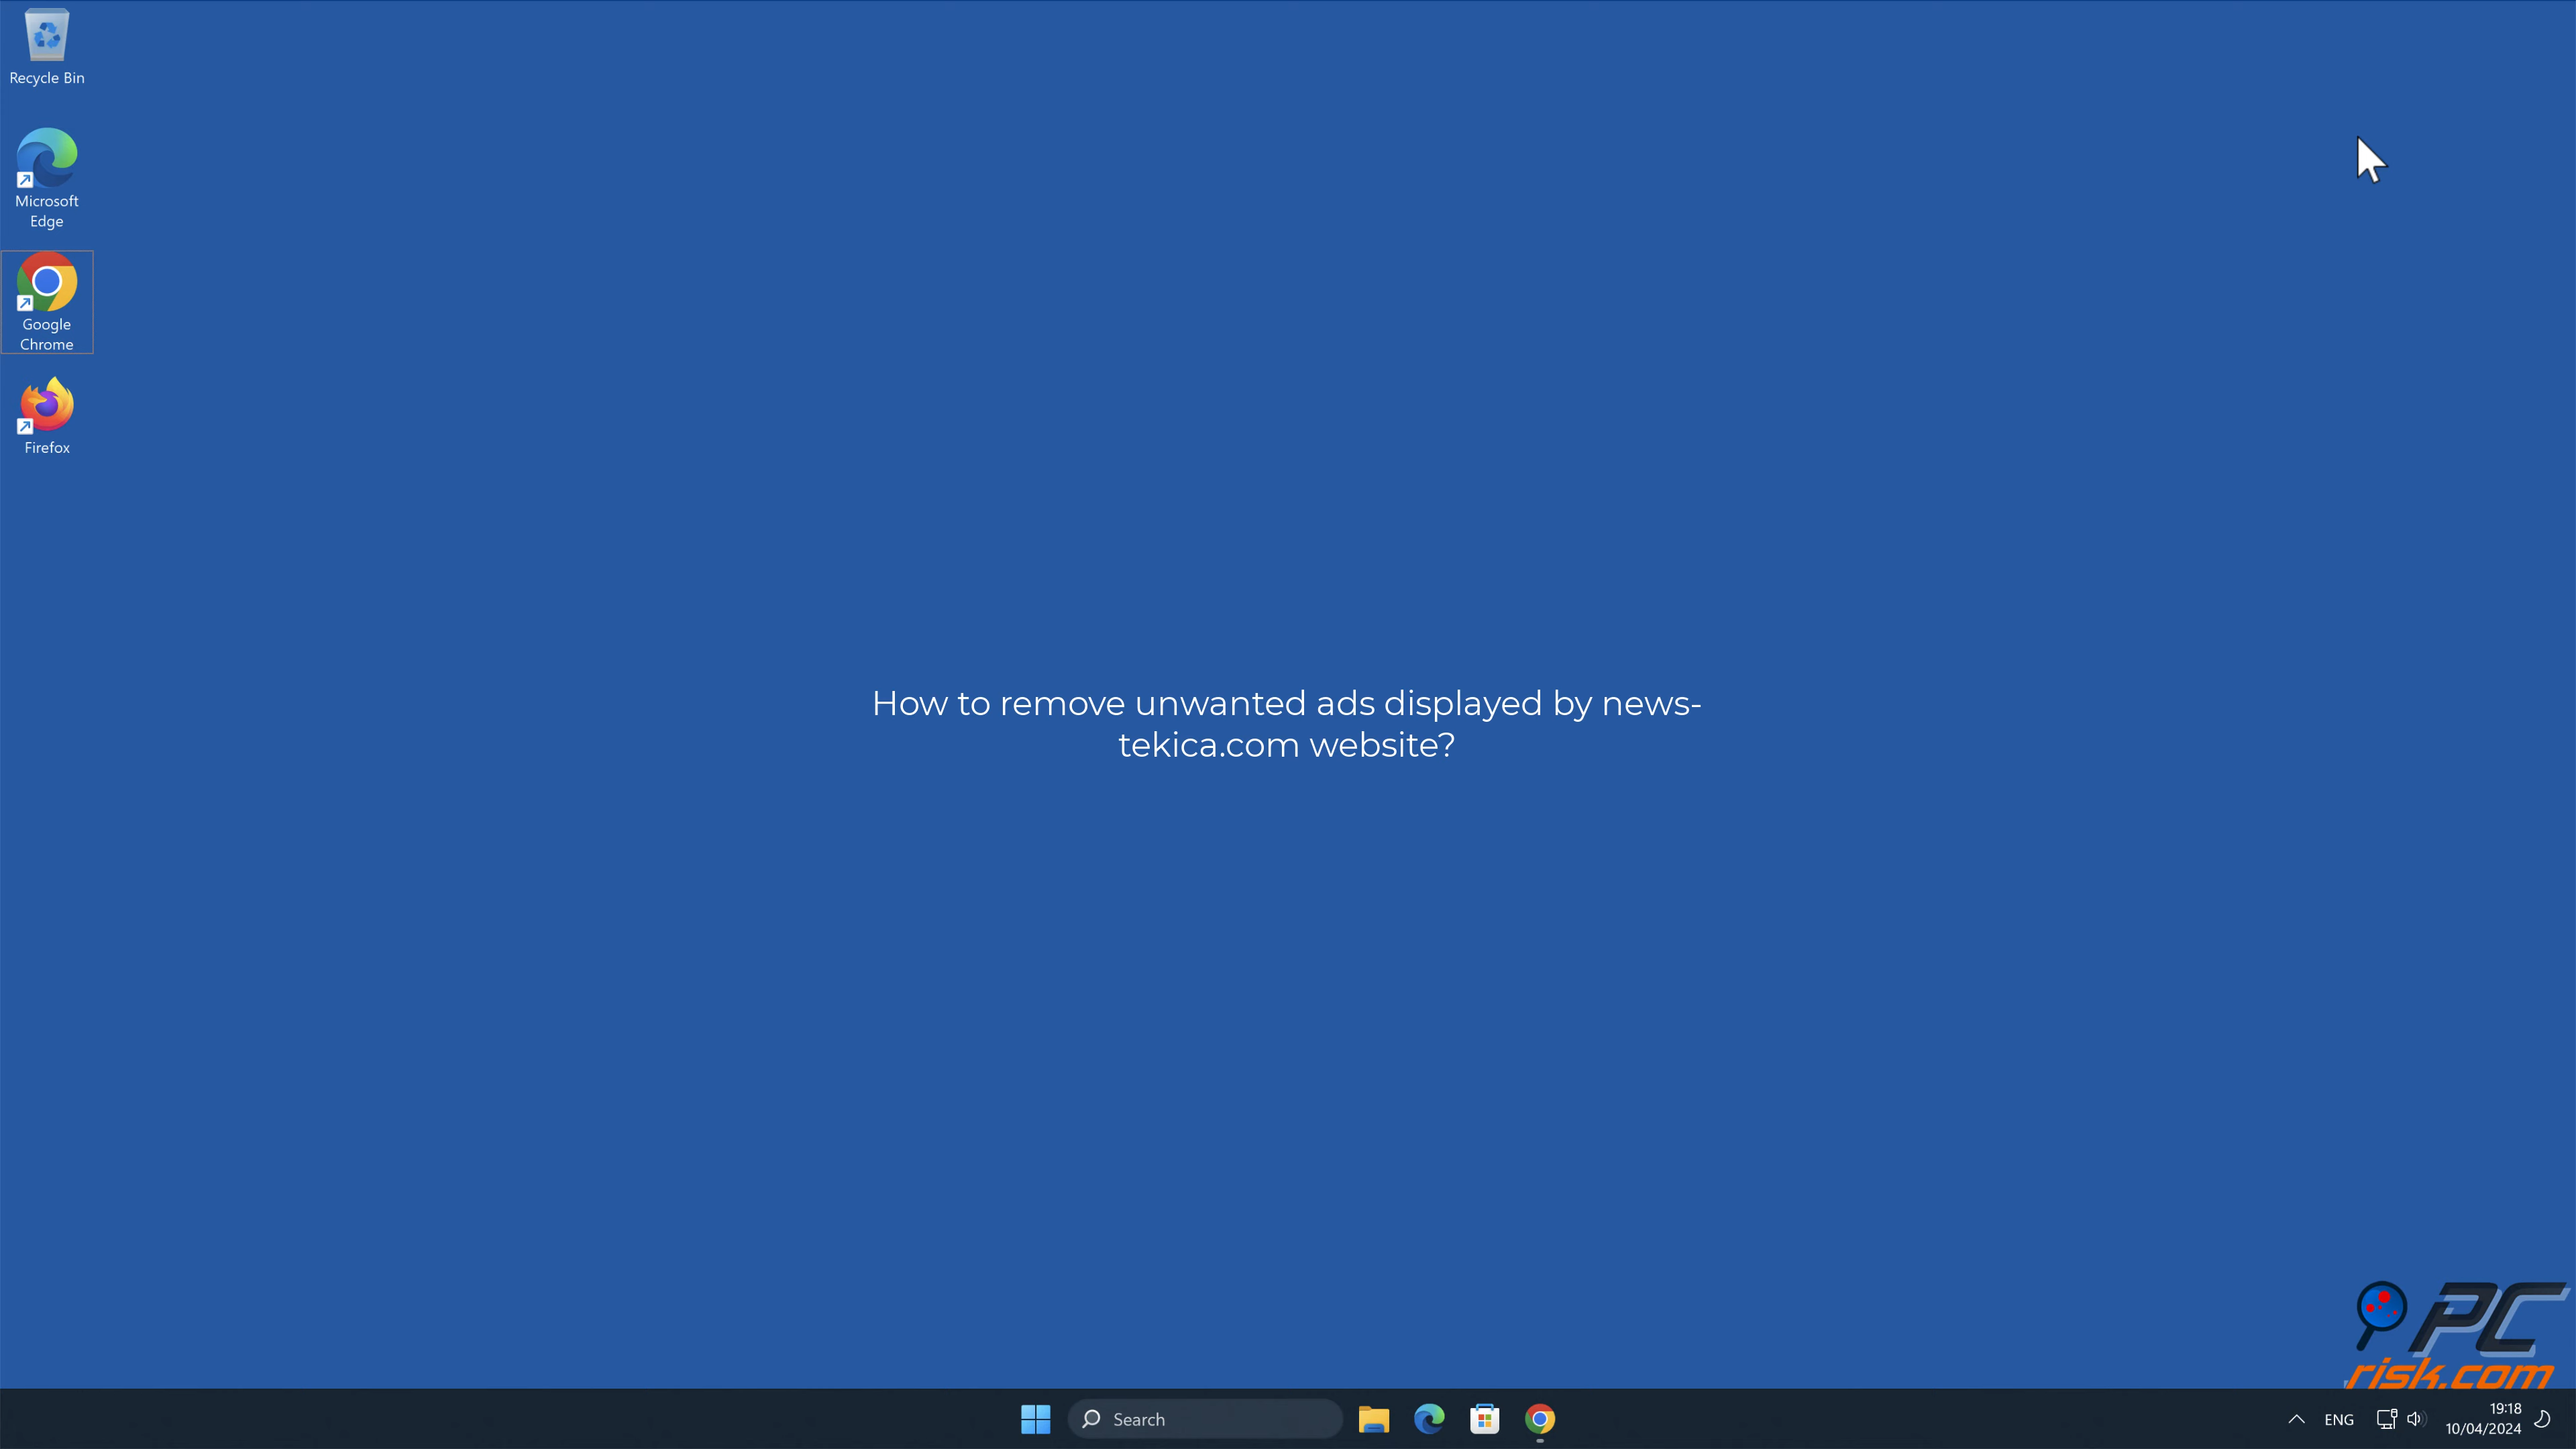 Recycle Bin
Microsoft
Edge
Google
Chrome
Firefox
How to remove unwanted ads displayed by news-
tekica.com website?
PC
risk.com
Search
ENG
19:18
10/04/2024